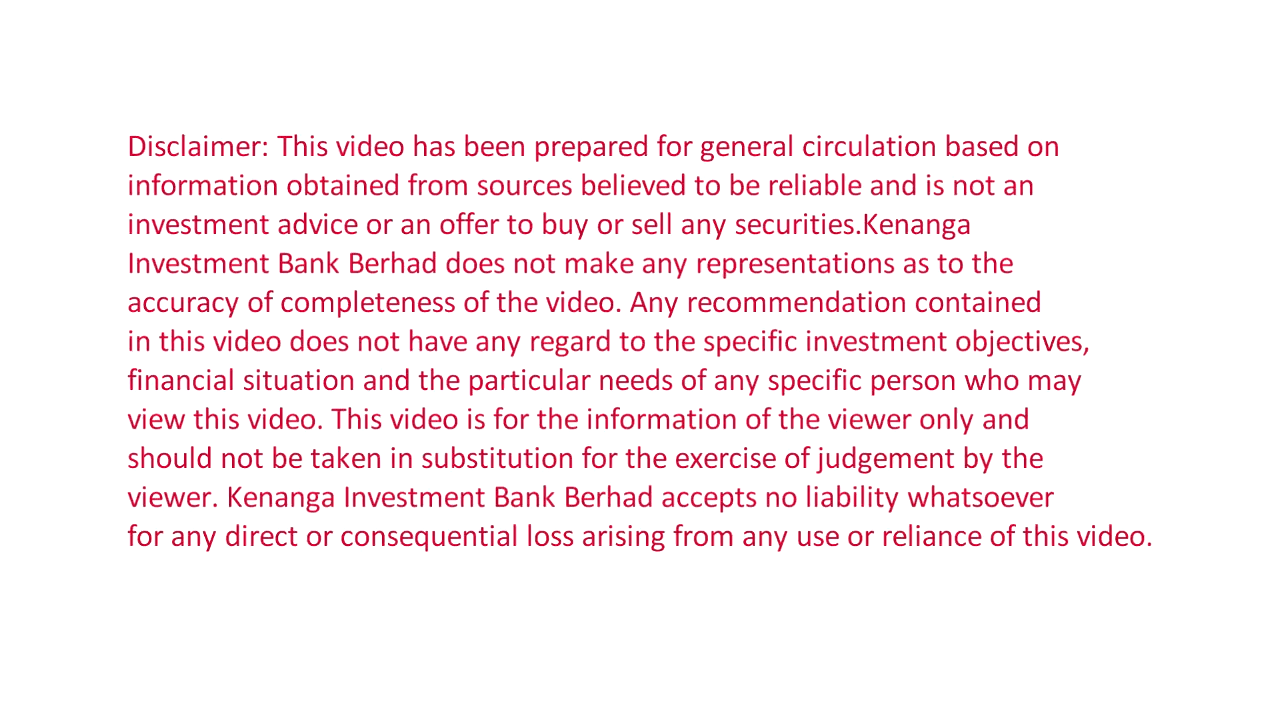 Disclaimer: This video has been prepared for general circulation based on
information obtained from sources believed to be reliable and is not an
investment advice or an offer to buy or sell any securities.Kenanga
Investment Bank Berhad does not make any representations as to the
accuracy of completeness of the video. Any recommendation contained
in this video does not have any regard to the specific investment objectives,
financial situation and the particular needs of any specific person who may
view this video. This video is for the information of the viewer only and
should not be taken in substitution for the exercise of judgement by the
viewer. Kenanga Investment Bank Berhad accepts no liability whatsoever
for any direct or consequential loss arising from any use or reliance of this video.